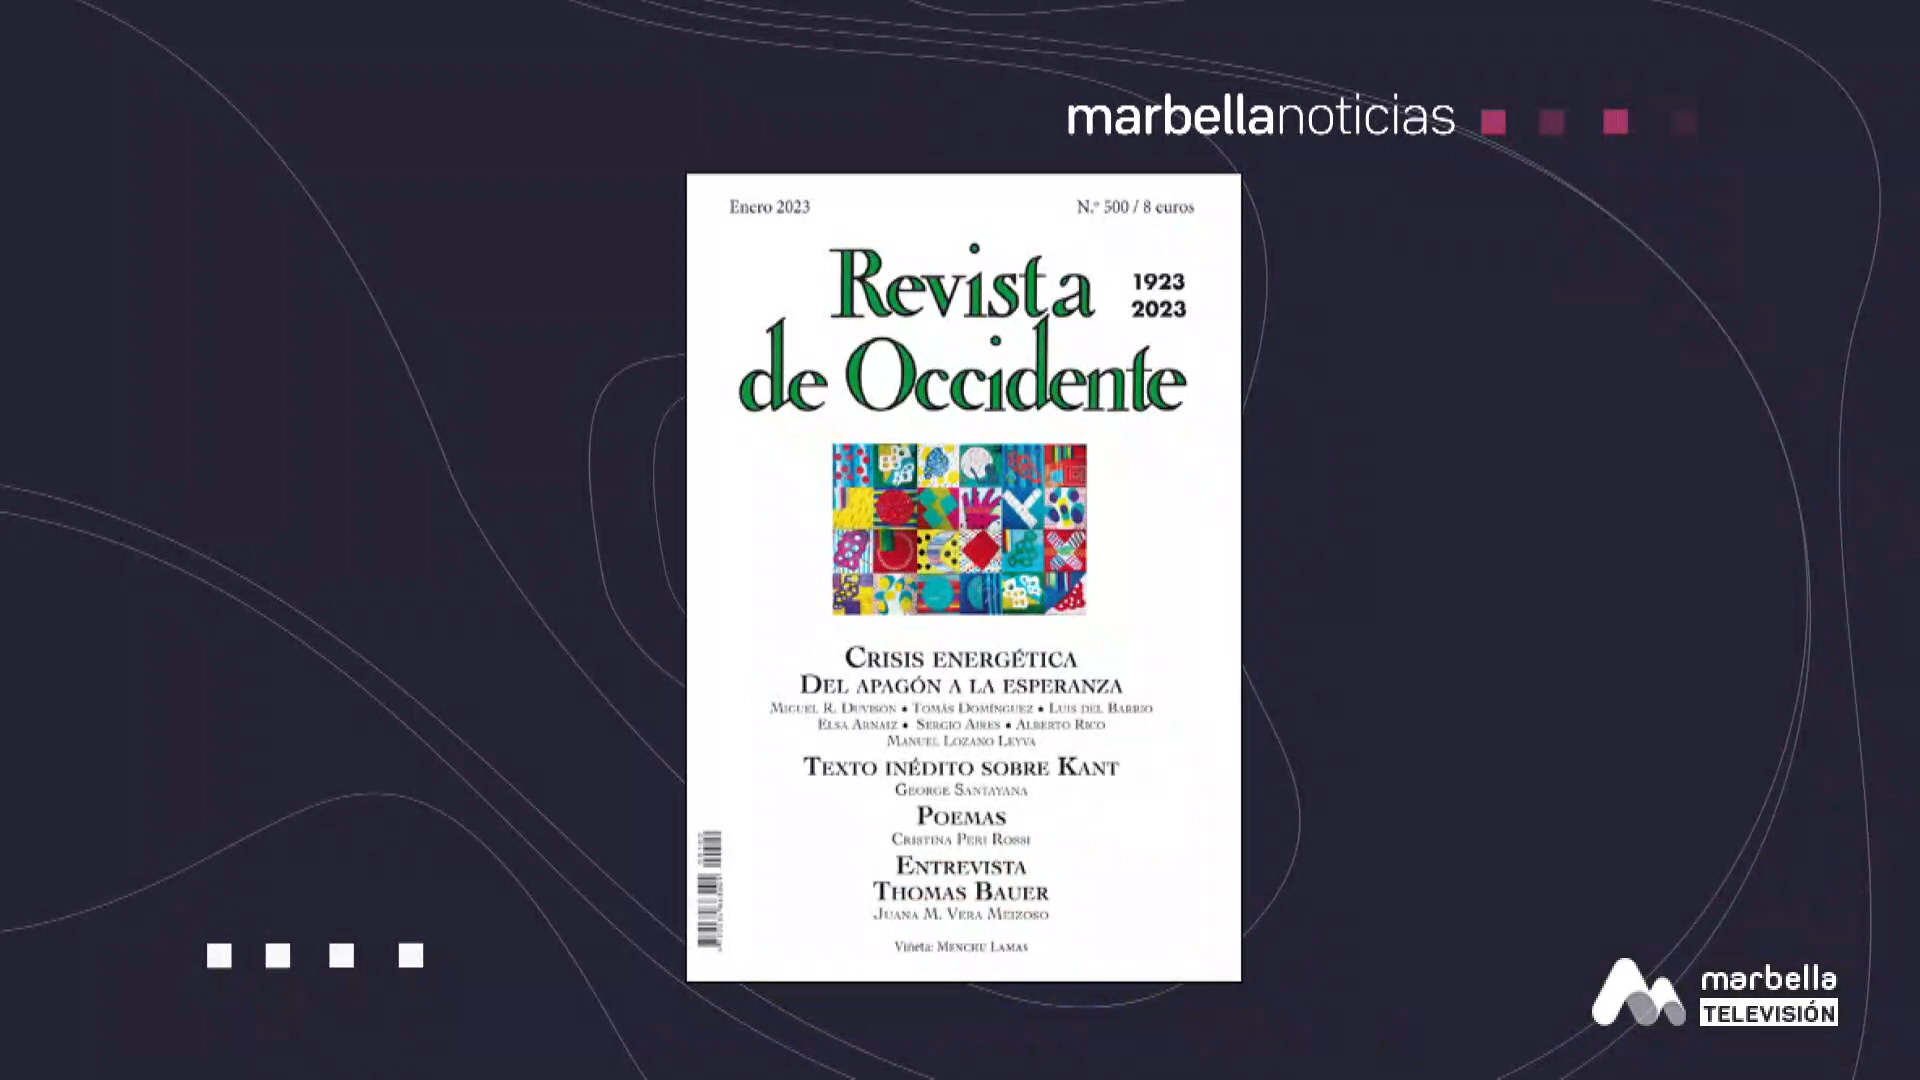 marbellanoticias
Enero 2023
N.º 500 / 8 euros
Revista
1923
2023
de Occidente
CRISIS ENERGÉTICA
DEL APAGÓN A LA ESPERANZA
MIGUEL R. DUVISON • TOMÁS DOMÍNGUEZ • LUIS DEL BARRIO
ELSA ARNAIZ • SERGIO AIRES • ALBERTO RICO
MANUEL LOZANO LEYVA
TEXTO INÉDITO SOBRE KANT
GEORGE SANTAYANA
POEMAS
CRISTINA PERI ROSSI
ENTREVISTA
THOMAS BAUER
JUANA M. VERA MEIZOSO
Viñeta: MENCHU LAMAS
marbella
TELEVISIÓN